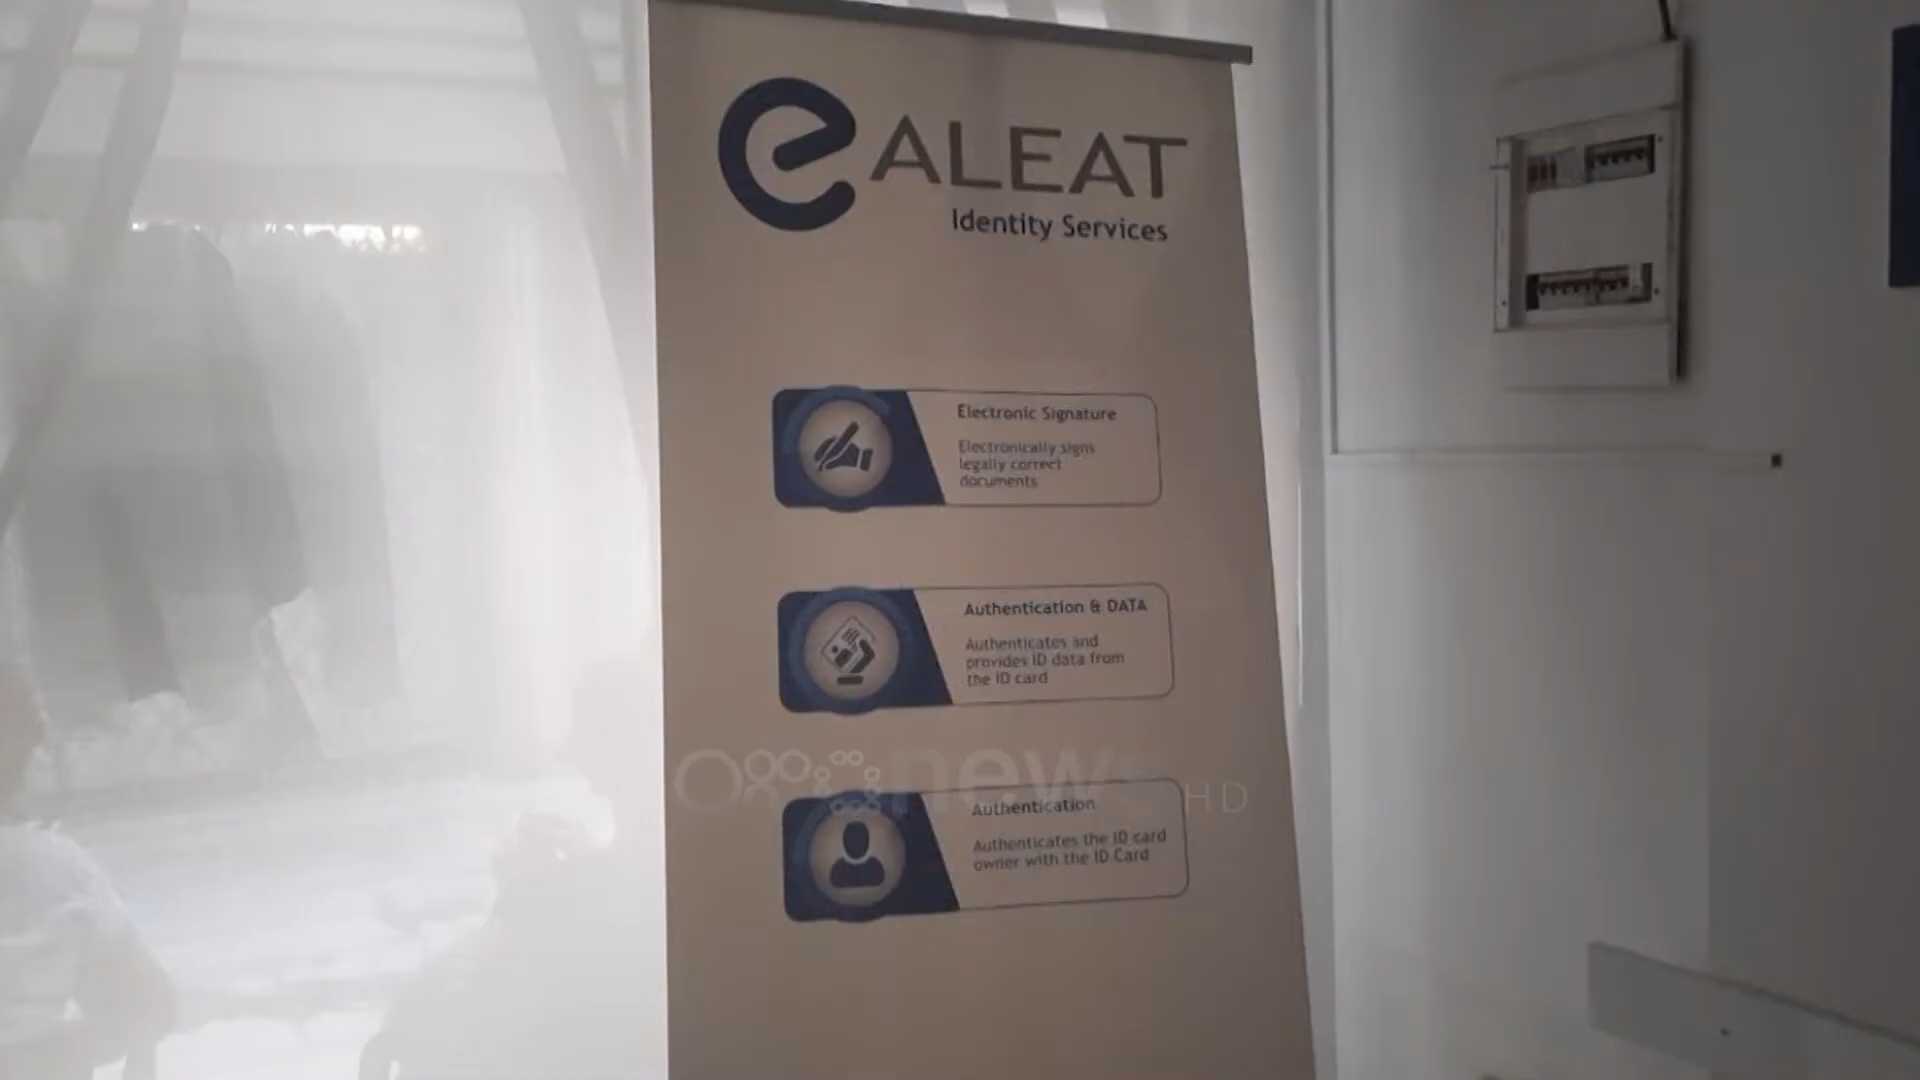 eALEAT
Identity Services
Electronic Signature
Electronically signs
legally correct
documents
Authentication & DATA
Authenticates and
provides ID data from
the ID card
news HD
Authentication
Authenticates the ID card
owner with the ID Card